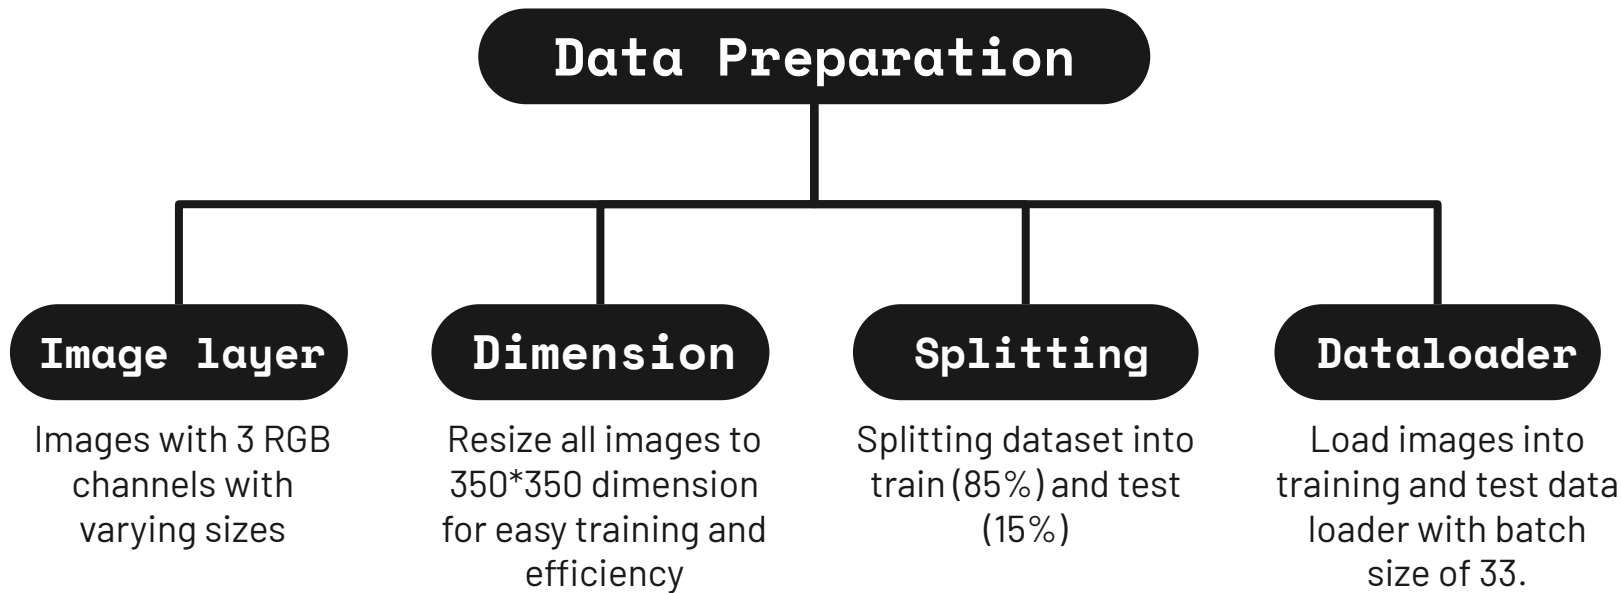 Data Preparation
Image layer
Images with 3 RGB
channels with
varying sizes
Dimension
Resize all images to
350*350 dimension
for easy training and
efficiency
Splitting
Splitting dataset into
train (85%) and test
(15%)
Dataloader
Load images into
training and test data
loader with batch
size of 33.